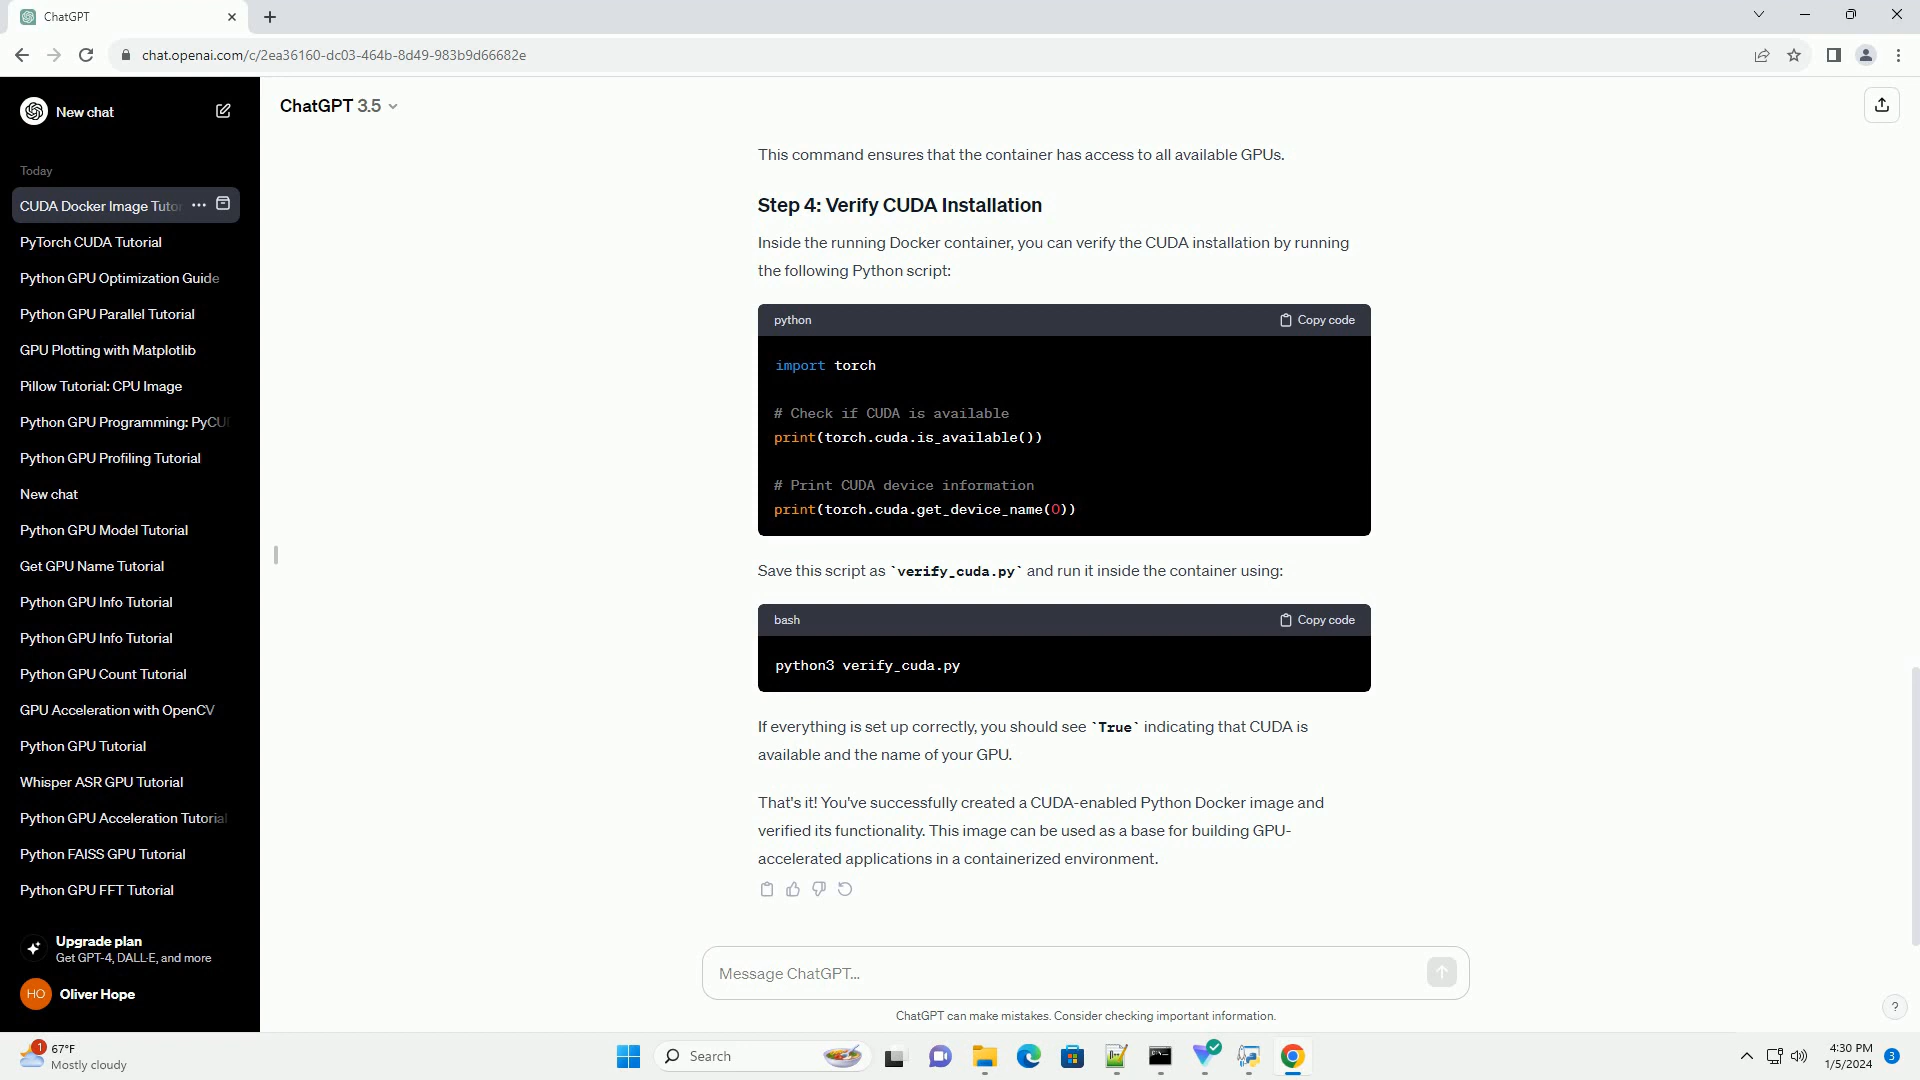 ChatGPT
chat.openai.com/c/2ea36160-dc03-464b-8d49-983b9d66682e
New chat
Today
CUDA Docker Image Tutor
PyTorch CUDA Tutorial
Python GPU Optimization Guide
Python GPU Parallel Tutorial
GPU Plotting with Matplotlib
Pillow Tutorial: CPU Image
Python GPU Programming: PyCU
Python GPU Profiling Tutorial
New chat
Python GPU Model Tutorial
Get GPU Name Tutorial
Python GPU Info Tutorial
Python GPU Info Tutorial
Python GPU Count Tutorial
GPU Acceleration with OpenCV
Python GPU Tutorial
Whisper ASR GPU Tutorial
Python GPU Acceleration Tutorial
Python FAISS GPU Tutorial
Python GPU FFT Tutorial
Upgrade plan
Get GPT-4, DALL·E, and more
HO Oliver Hope
ChatGPT 3.5
This command ensures that the container has access to all available GPUs.
Step 4: Verify CUDA Installation
Inside the running Docker container, you can verify the CUDA installation by running
the following Python script:
python Copy code
import torch
# Check if CUDA is available
print(torch.cuda.is_available())
# Print CUDA device information
print(torch.cuda.get_device_name(0))
Save this script as `verify_cuda.py` and run it inside the container using:
bash Copy code
python3 verify_cuda.py
If everything is set up correctly, you should see `True` indicating that CUDA is
available and the name of your GPU.
That's it! You've successfully created a CUDA-enabled Python Docker image and
verified its functionality. This image can be used as a base for building GPU-
accelerated applications in a containerized environment.
Message ChatGPT...
ChatGPT can make mistakes. Consider checking important information.
?
1
67°F
Mostly cloudy
Search
4:30 PM
1/5/2024
3